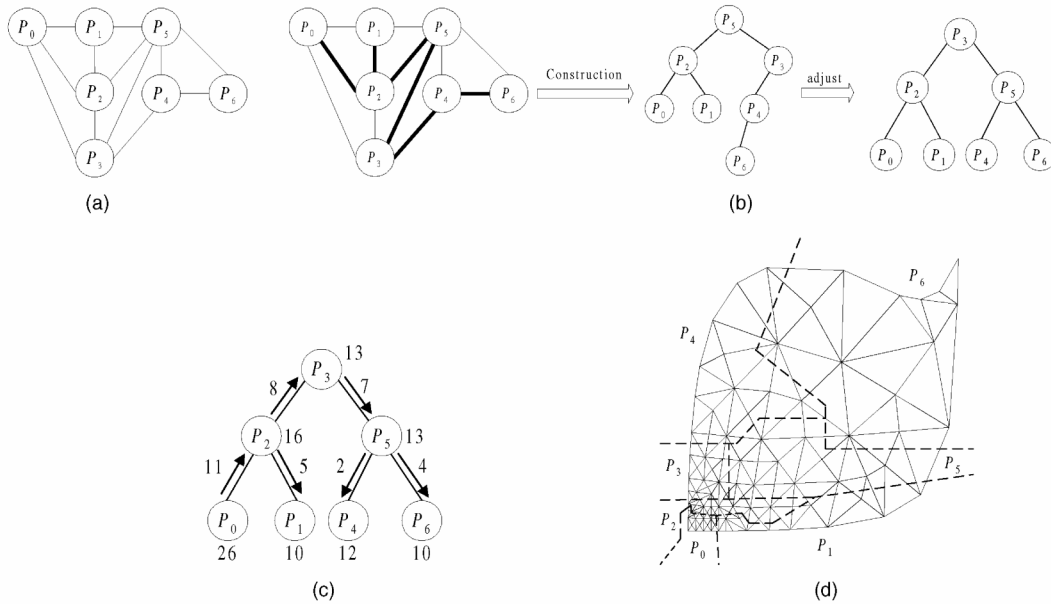 P0 P1 P5
P2 P4 P6
P3
(a)
P0 P1 P5
P2 P4 P6
P3
Construction
P5
P2 P3
P0 P1 P4
P6
(b)
adjust
P3
P2 P5
P0 P1 P4 P6
P3 13
8 7
P2 16 P5 13
11 5 2 4
P0 P1 P4 P6
26 10 12 10
(c)
P6
P4
P3 P5
P2
P0 P1
(d)